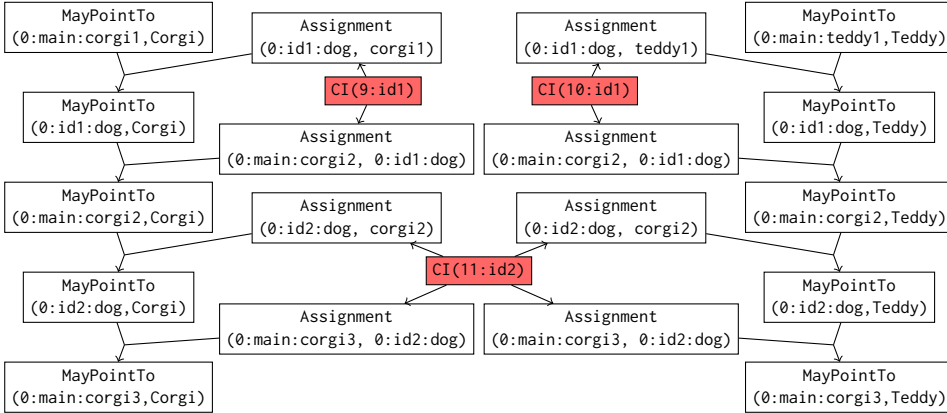 MayPointTo
(0:main:corgi1,Corgi)
Assignment
(0:id1:dog, corgi1)
Assignment
(0:id1:dog, teddy1)
MayPointTo
(0:main:teddy1,Teddy)
CI(9:id1)
CI(10:id1)
MayPointTo
(0:id1:dog,Corgi)
MayPointTo
(0:id1:dog,Teddy)
Assignment
(0:main:corgi2, 0:id1:dog)
Assignment
(0:main:corgi2, 0:id1:dog)
MayPointTo
(0:main:corgi2,Corgi)
MayPointTo
(0:main:corgi2,Teddy)
Assignment
(0:id2:dog, corgi2)
Assignment
(0:id2:dog, corgi2)
CI(11:id2)
MayPointTo
(0:id2:dog,Corgi)
MayPointTo
(0:id2:dog,Teddy)
Assignment
(0:main:corgi3, 0:id2:dog)
Assignment
(0:main:corgi3, 0:id2:dog)
MayPointTo
(0:main:corgi3,Corgi)
MayPointTo
(0:main:corgi3,Teddy)